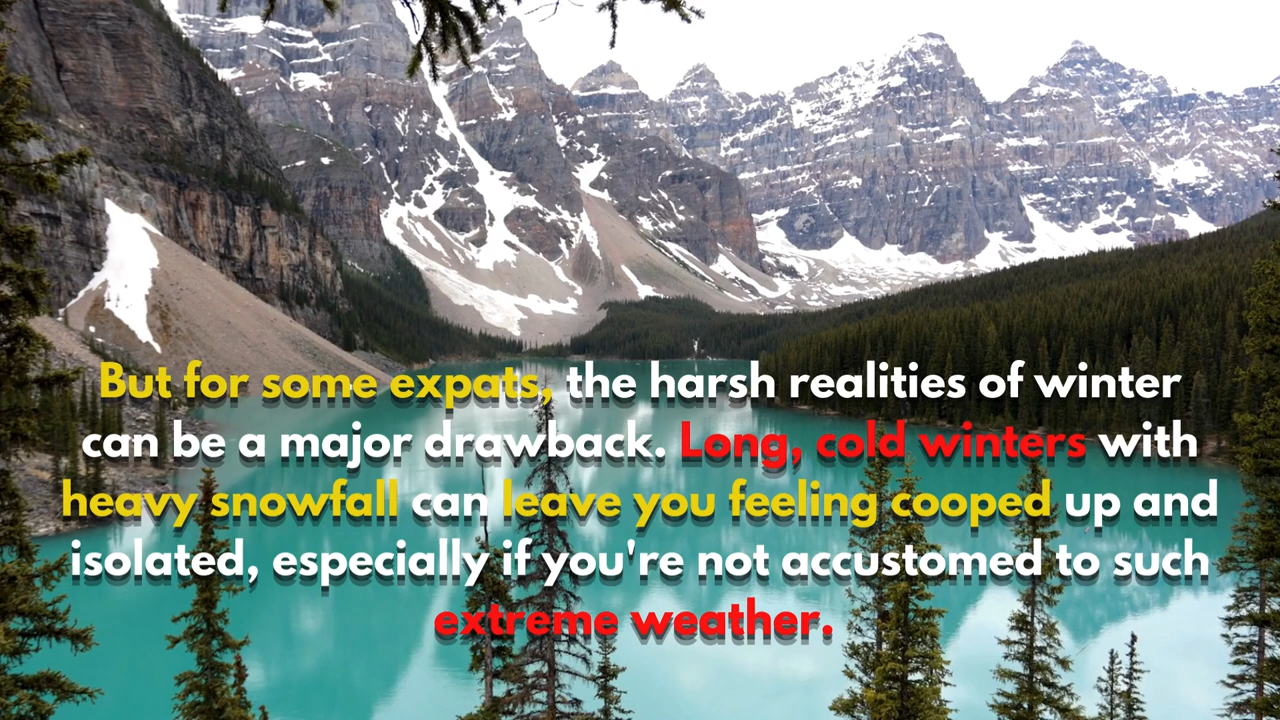 But for some expats, the harsh realities of winter
can be a major drawback. Long, cold winters with
heavy snowfall can leave you feeling cooped up and
isolated, especially if you're not accustomed to such
extreme weather.